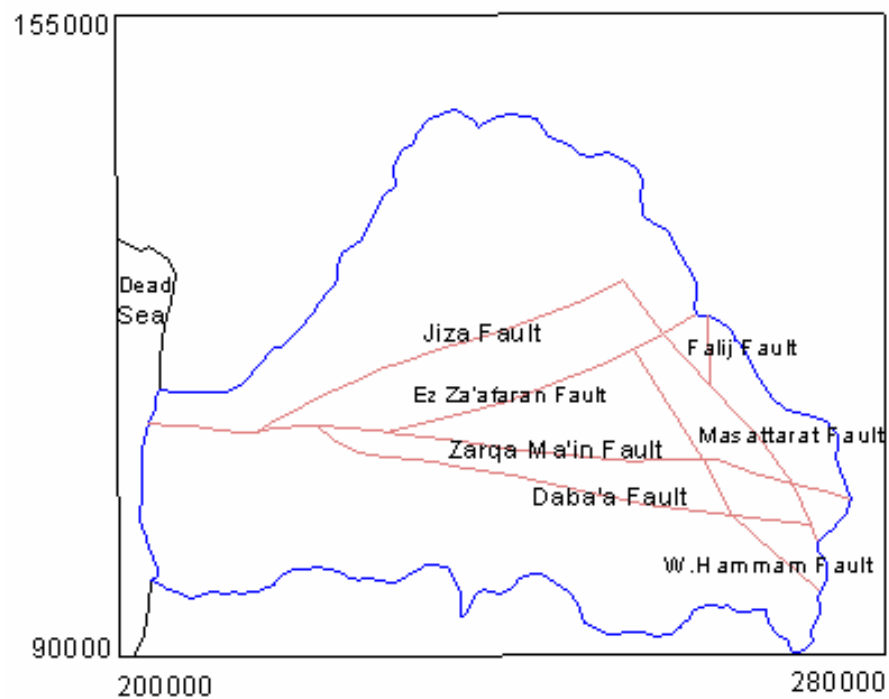 155000
Dead
Sea
Jiza Fault
Falij Fault
Ez Za'afaran Fault
Masattarat Fault
Zarqa Ma'in Fault
Daba'a Fault
W.Hammam Fault
90000
200000
280000